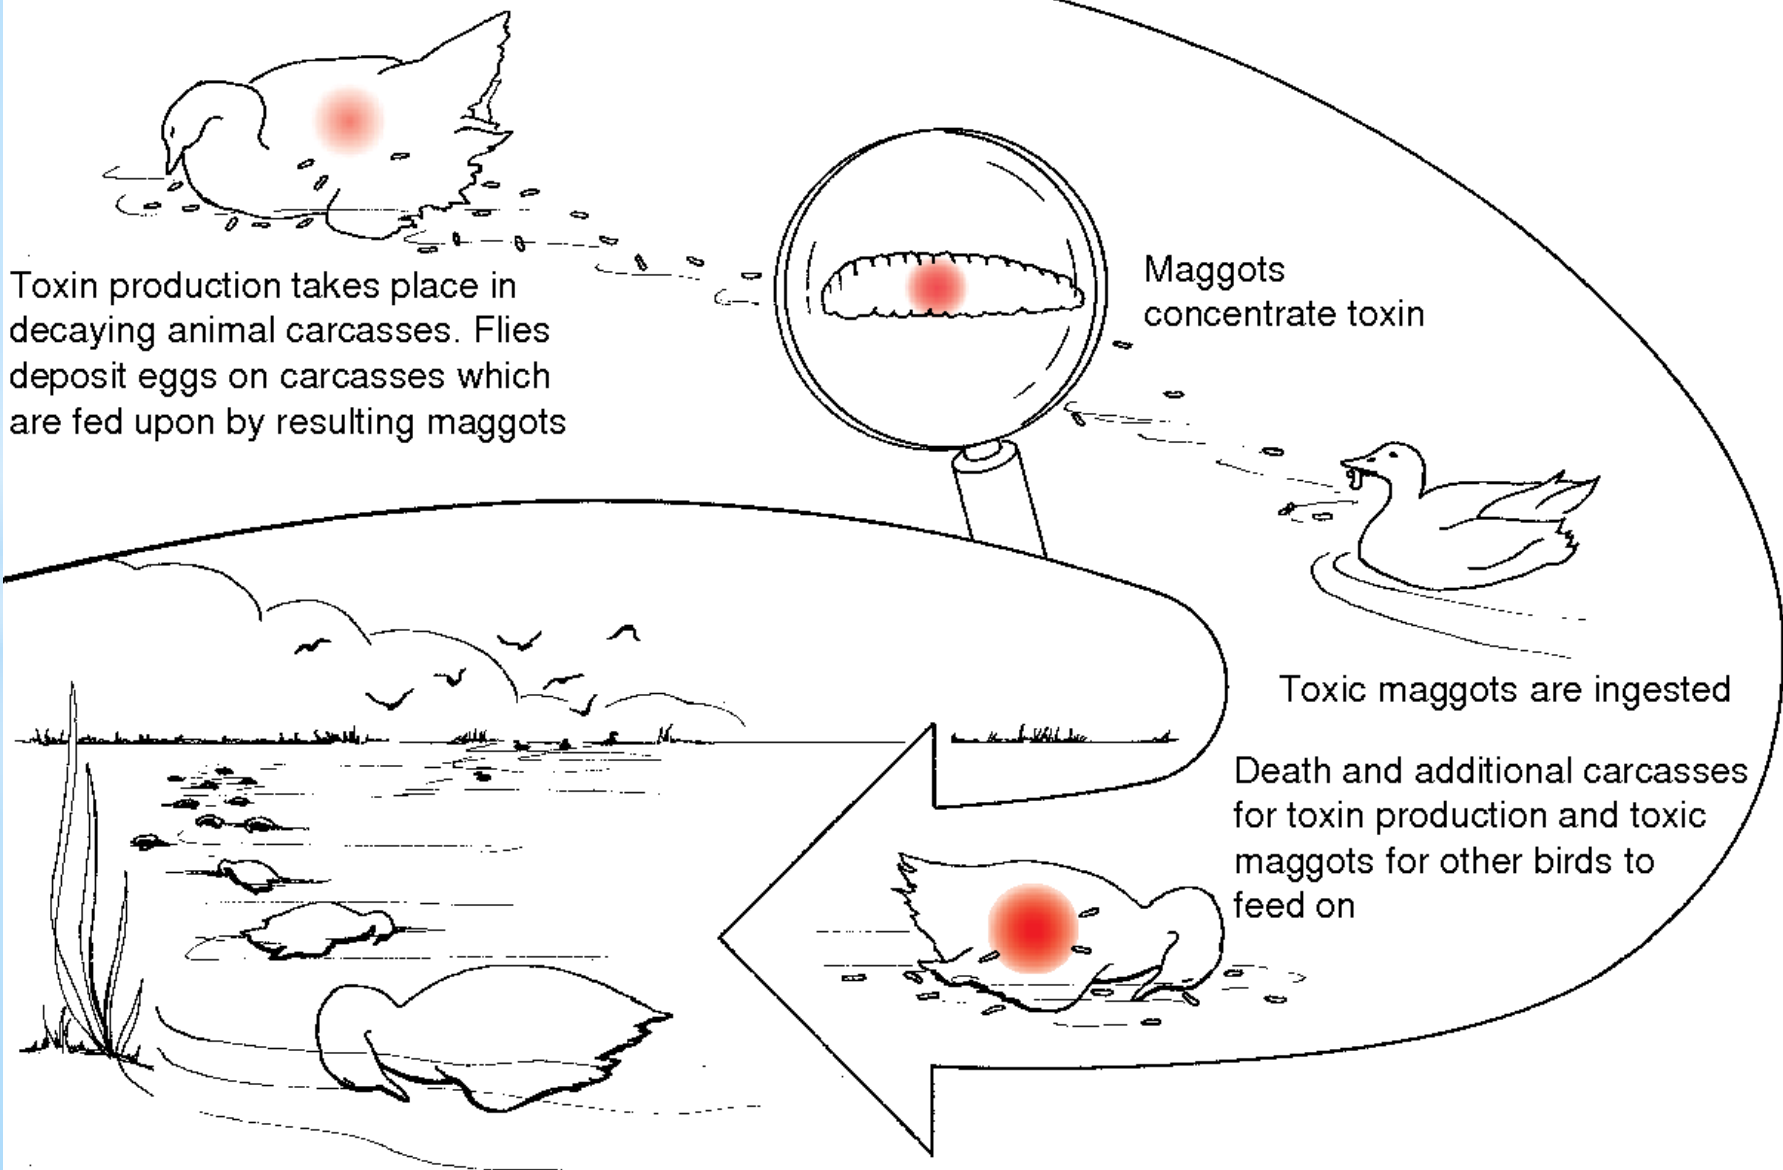 Toxin production takes place in
decaying animal carcasses. Flies
deposit eggs on carcasses which
are fed upon by resulting maggots
Maggots
concentrate toxin
Toxic maggots are ingested
Death and additional carcasses
for toxin production and toxic
maggots for other birds to
feed on